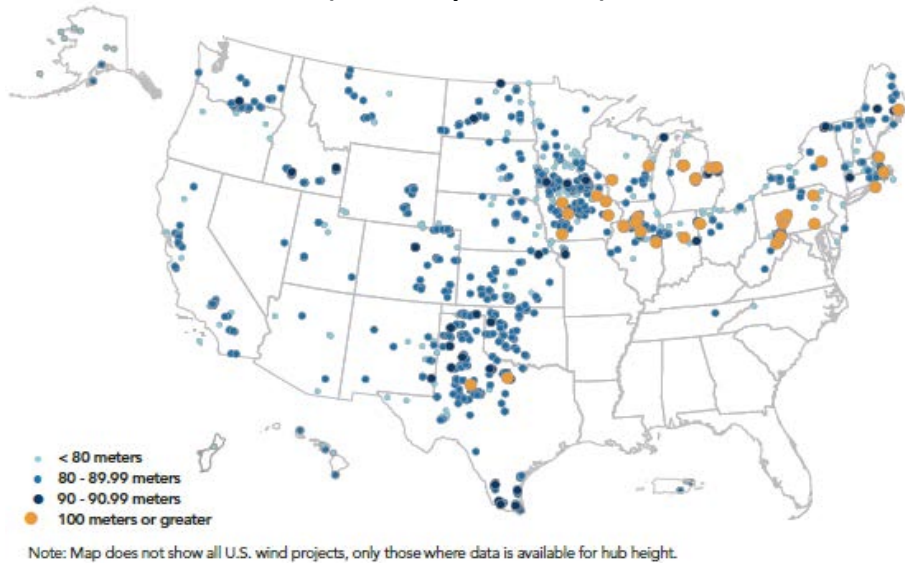 < 80 meters
80 - 89.99 meters
90 - 90.99 meters
100 meters or greater
Note: Map does not show all U.S. wind projects, only those where data is available for hub height.